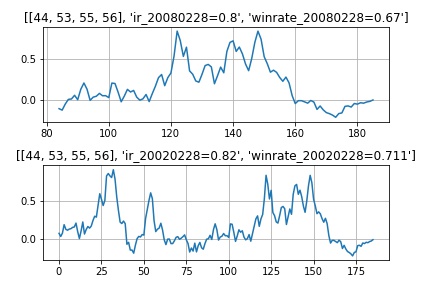 [[44, 53, 55, 56], 'ir_20080228=0.8', 'winrate_20080228=0.67']
0.5
0.0
80 100 120 140 160 180
[[44, 53, 55, 56], 'ir_20020228=0.82', 'winrate_20020228=0.711']
0.5
0.0
0 25 50 75 100 125 150 175